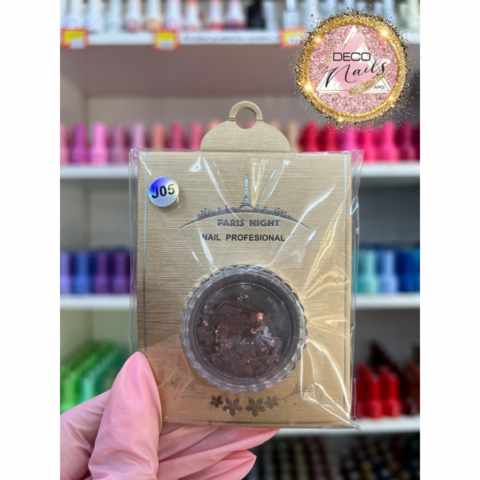 DECO
Nails
J05
PARIS NIGHT
NAIL PROFESIONAL